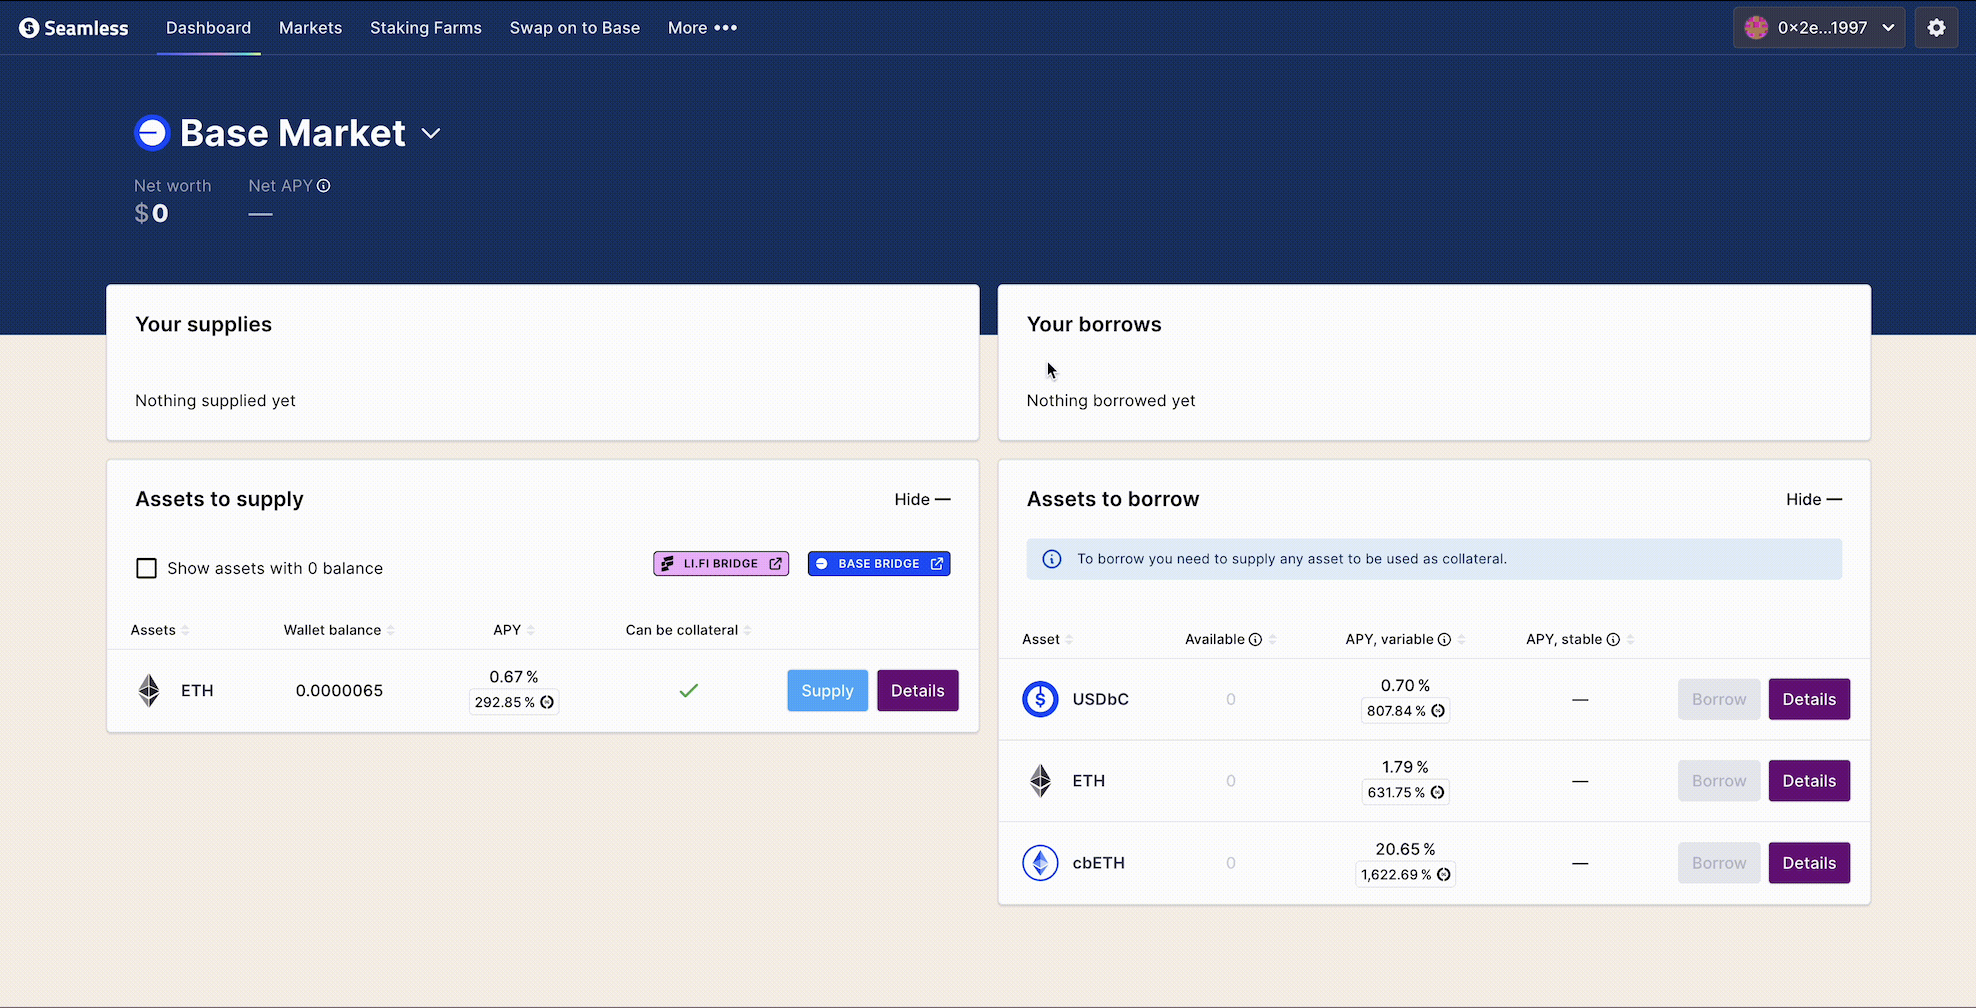 Seamless
Dashboard
Markets
Staking Farms
Swap on to Base
More •••
0×2e...1997
Base Market
Net worth
Net APY
$0
—
Your supplies
Nothing supplied yet
Your borrows
Nothing borrowed yet
Assets to supply
Hide —
Show assets with 0 balance
LI.FI BRIDGE
BASE BRIDGE
Assets
Wallet balance
APY
Can be collateral
ETH
0.0000065
0.67 %
292.85 %
Supply
Details
Assets to borrow
Hide —
To borrow you need to supply any asset to be used as collateral.
Asset
Available
APY, variable
APY, stable
USDbC
0
0.70 %
807.84 %
—
Borrow
Details
ETH
0
1.79 %
631.75 %
—
Borrow
Details
cbETH
0
20.65 %
1,622.69 %
—
Borrow
Details